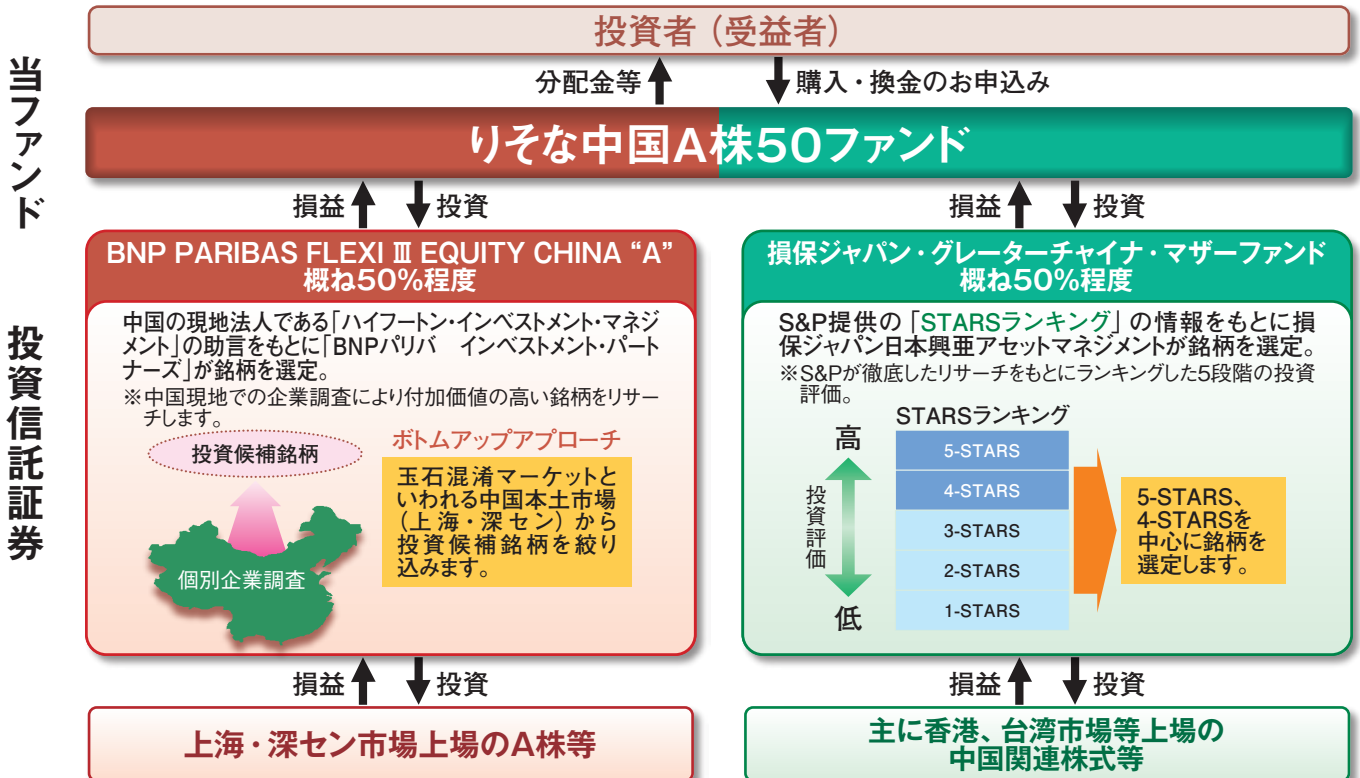 投資者（受益者）
分配金等
購入・換金のお申込み
当ファンド
りそな中国A株50ファンド
損益
投資
損益
投資
投資信託証券
BNP PARIBAS FLEXI Ⅲ EQUITY CHINA “A”
概ね50％程度
中国の現地法人である「ハイフートン・インベストメント・マネジ
メント」の助言をもとに「BNPパリバ　インベストメント・パート
ナーズ」が銘柄を選定。
※中国現地での企業調査により付加価値の高い銘柄をリサー
チします。
投資候補銘柄
個別企業調査
ボトムアップアプローチ
玉石混淆マーケットと
いわれる中国本土市場
（上海・深セン）から
投資候補銘柄を絞り
込みます。
損保ジャパン・グレーターチャイナ・マザーファンド
概ね50％程度
S&P提供の「STARSランキング」の情報をもとに損
保ジャパン日本興亜アセットマネジメントが銘柄を選定。
※S&Pが徹底したリサーチをもとにランキングした5段階の投資
評価。
STARSランキング
高
投資評価
低
5-STARS
4-STARS
3-STARS
2-STARS
1-STARS
5-STARS、
4-STARSを
中心に銘柄を
選定します。
損益
投資
損益
投資
上海・深セン市場上場のA株等
主に香港、台湾市場等上場の
中国関連株式等